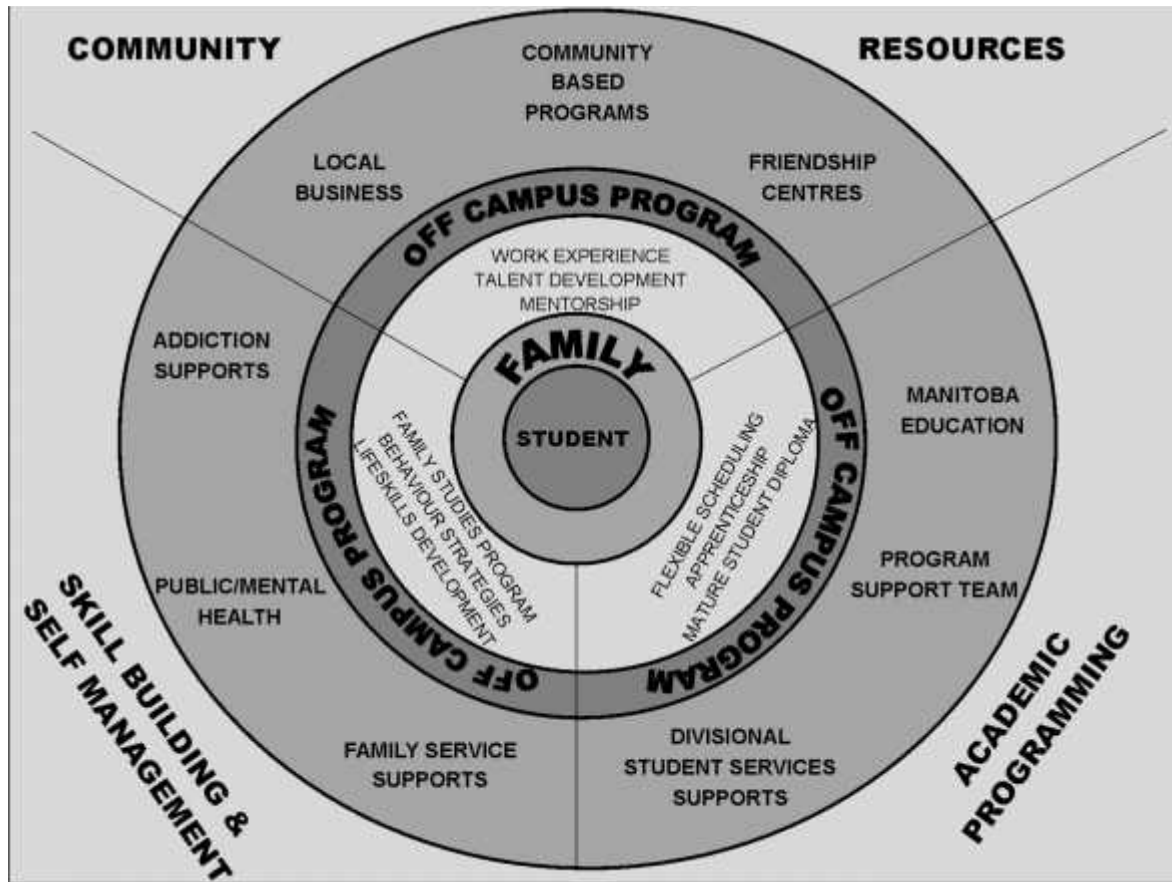 COMMUNITY
RESOURCES
COMMUNITY
BASED
PROGRAMS
LOCAL
BUSINESS
FRIENDSHIP
CENTRES
OFF CAMPUS PROGRAM
WORK EXPERIENCE
TALENT DEVELOPMENT
MENTORSHIP
FAMILY
STUDENT
ADDICTION
SUPPORTS
PUBLIC/MENTAL
HEALTH
FAMILY SERVICE
SUPPORTS
OFF CAMPUS PROGRAM
FAMILY STUDIES PROGRAM
BEHAVIOUR STRATEGIES
LIFESKILLS DEVELOPMENT
SKILL BUILDING &
SELF MANAGEMENT
FLEXIBLE SCHEDULING
APPRENTICESHIP
MATURE STUDENT DIPLOMA
OFF CAMPUS PROGRAM
MANITOBA
EDUCATION
PROGRAM
SUPPORT TEAM
DIVISIONAL
STUDENT SERVICES
SUPPORTS
ACADEMIC
PROGRAMMING